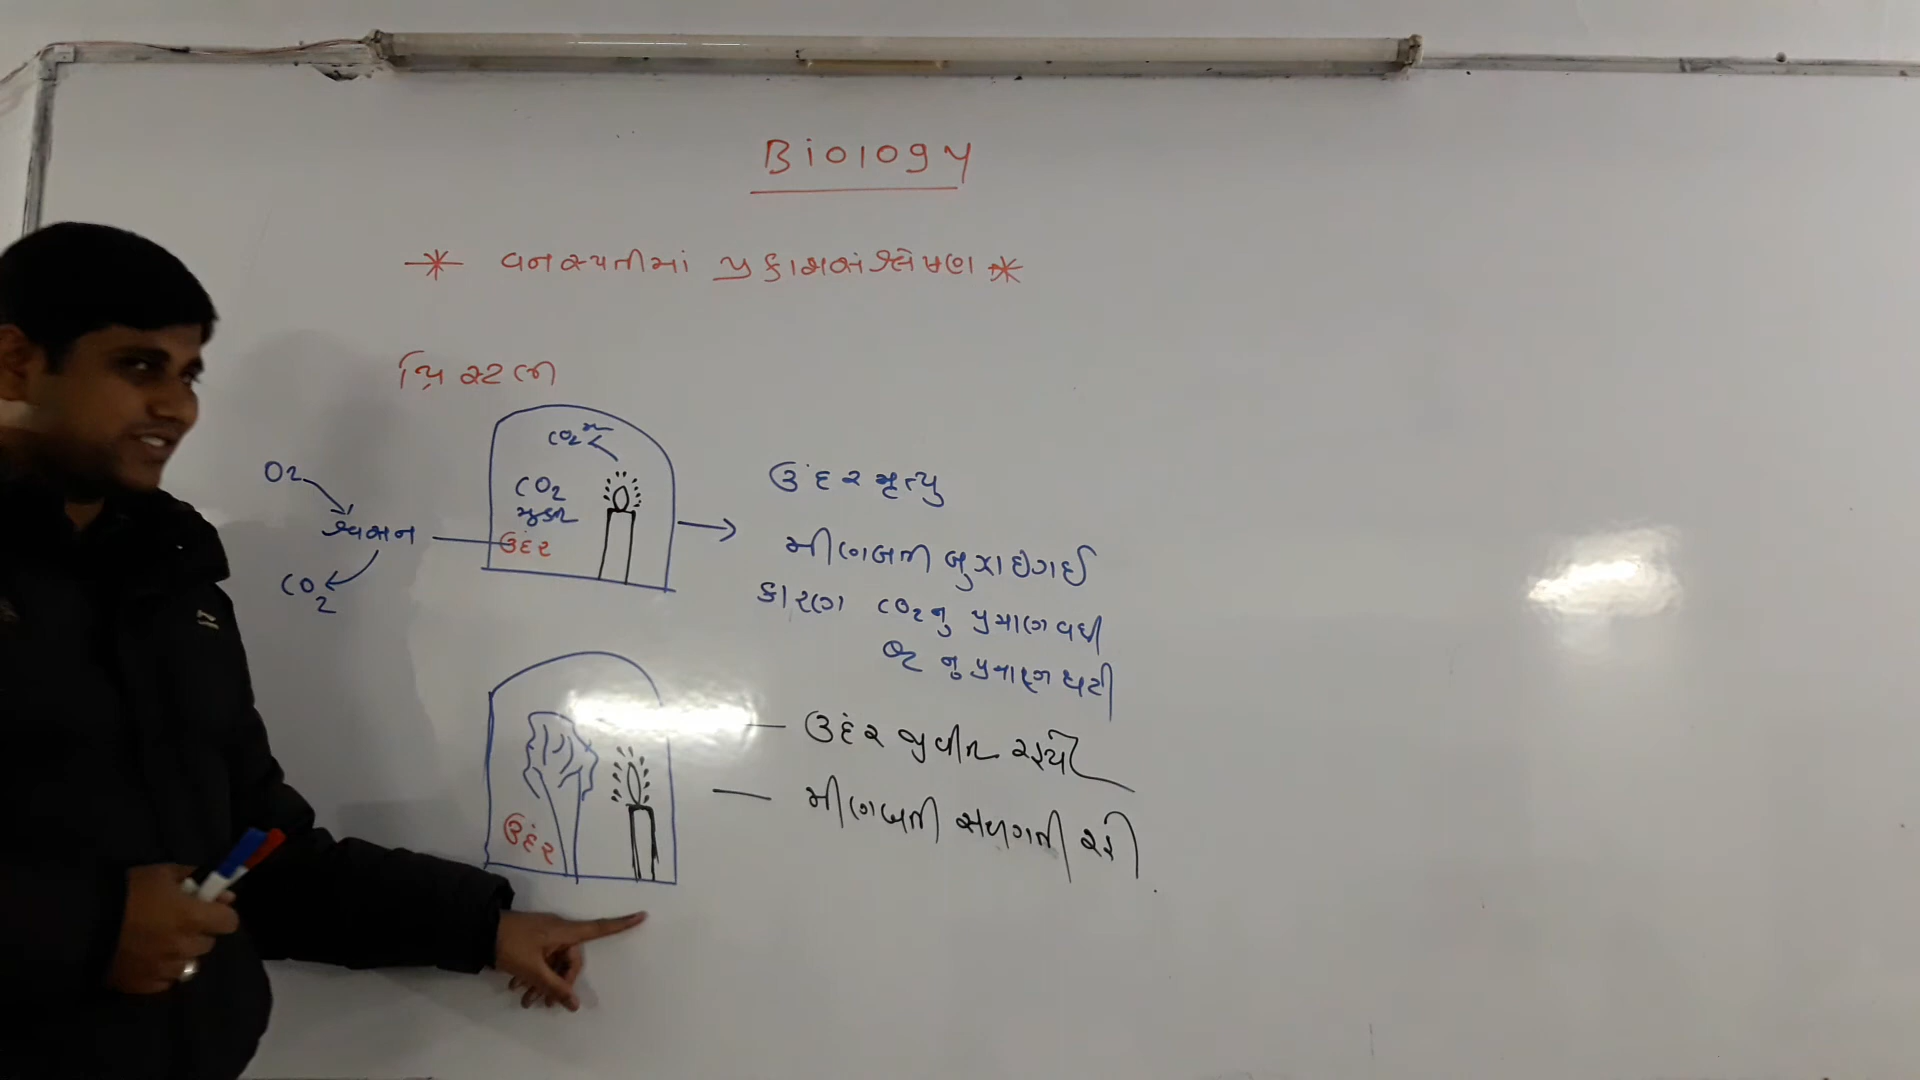 Biology
* વનસ્પતીમાં પ્રકાશસંશ્લેષણ *
પ્રિસ્ટલી
CO2
O2
CO2
મુક્ત
શ્વસન
ઉંદર
CO2
ઉંદર મૃત્યુ
મીણબત્તી બુઝાઇ ગઈ
કારણ CO2 નુ પ્રમાણ વધી
O2 નુ પ્રમાણ ઘટી
ઉંદર
— ઉંદર જીવીત રહ્યો
— મીણબત્તી સળગતી રહી